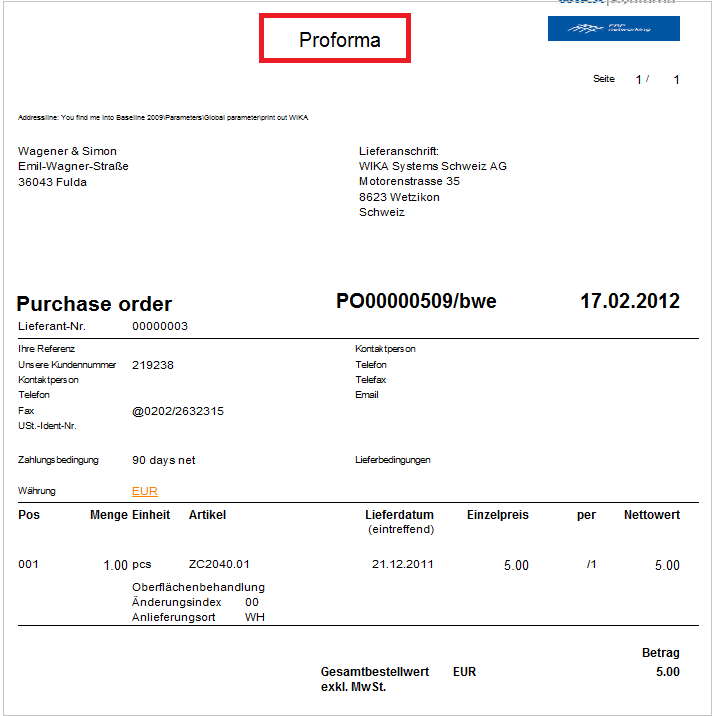 Proforma
ERP
networking
Seite 1 / 1
Addressline: You find me into Baseline 2009\Parameters\Global parameter\print out WIKA
Wagener & Simon
Emil-Wagner-Straße
36043 Fulda
Lieferanschrift:
WIKA Systems Schweiz AG
Motorenstrasse 35
8623 Wetzikon
Schweiz
Purchase order PO00000509/bwe 17.02.2012
Lieferant-Nr. 00000003
Ihre Referenz Kontaktperson
Unsere Kundennummer 219238 Telefon
Kontaktperson Telefax
Telefon Email
Fax @0202/2632315
USt.-Ident-Nr.
Zahlungsbedingung 90 days net Lieferbedingungen
Währung EUR
Pos Menge Einheit Artikel Lieferdatum Einzelpreis per Nettowert
(eintreffend)
001 1.00 pcs ZC2040.01 21.12.2011 5.00 /1 5.00
Oberflächenbehandlung
Änderungsindex 00
Anlieferungsort WH
Betrag
Gesamtbestellwert EUR 5.00
exkl. MwSt.